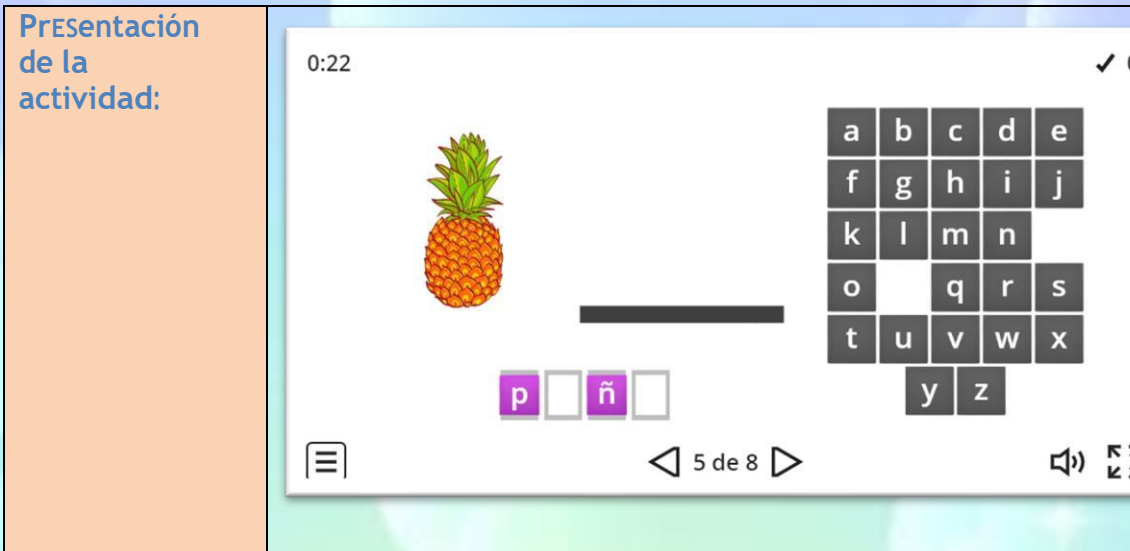 PrESentación
de la
actividad:
0:22
a b c d e
f g h i j
k l m n
o q r s
t u v w x
y z
p ñ
5 de 8